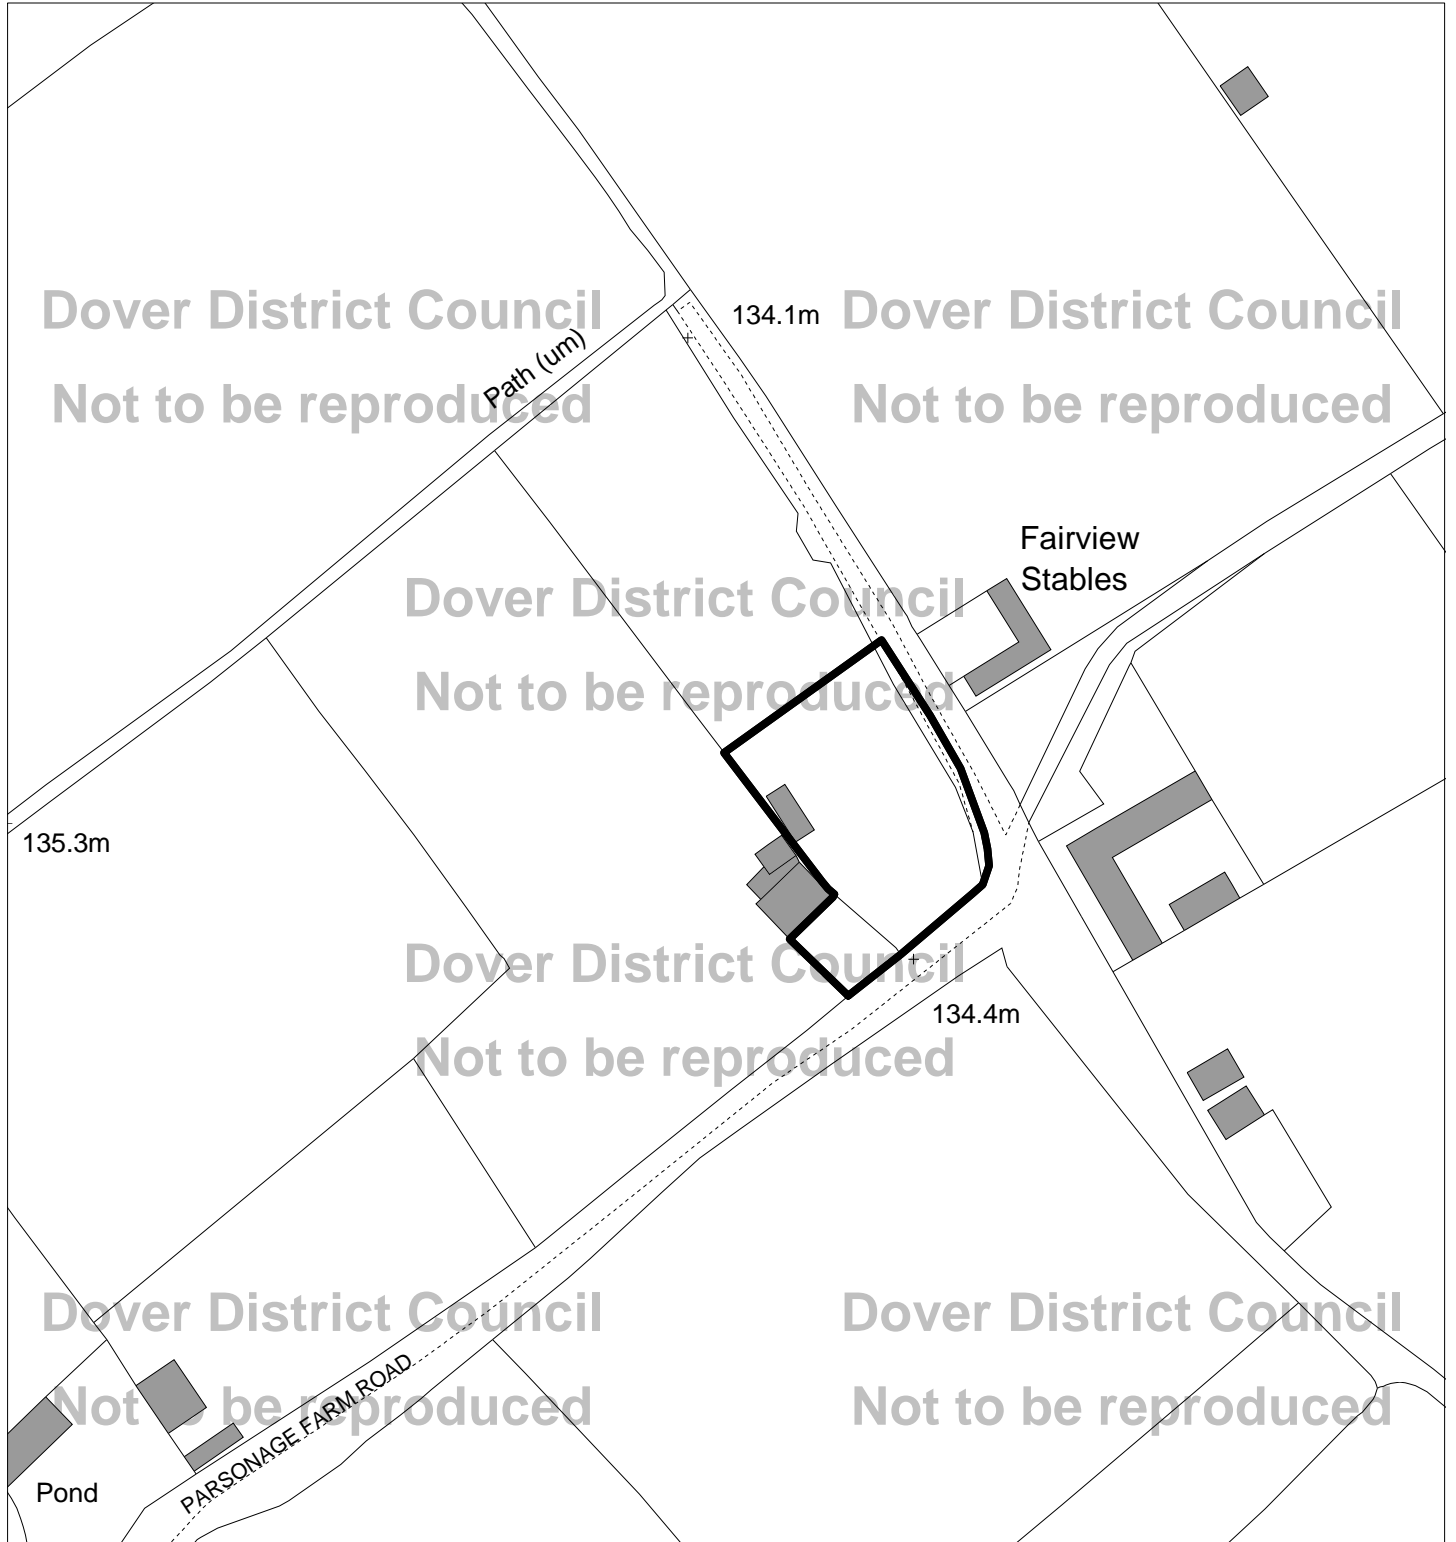 Dover District Council
Not to be reproduced
134.1m
Dover District Council
Not to be reproduced
Path (um)
Fairview
Stables
Dover District Council
Not to be reproduced
135.3m
Dover District Council
Not to be reproduced
134.4m
Dover District Council
Not to be reproduced
Dover District Council
Not to be reproduced
PARSONAGE FARM ROAD
Pond